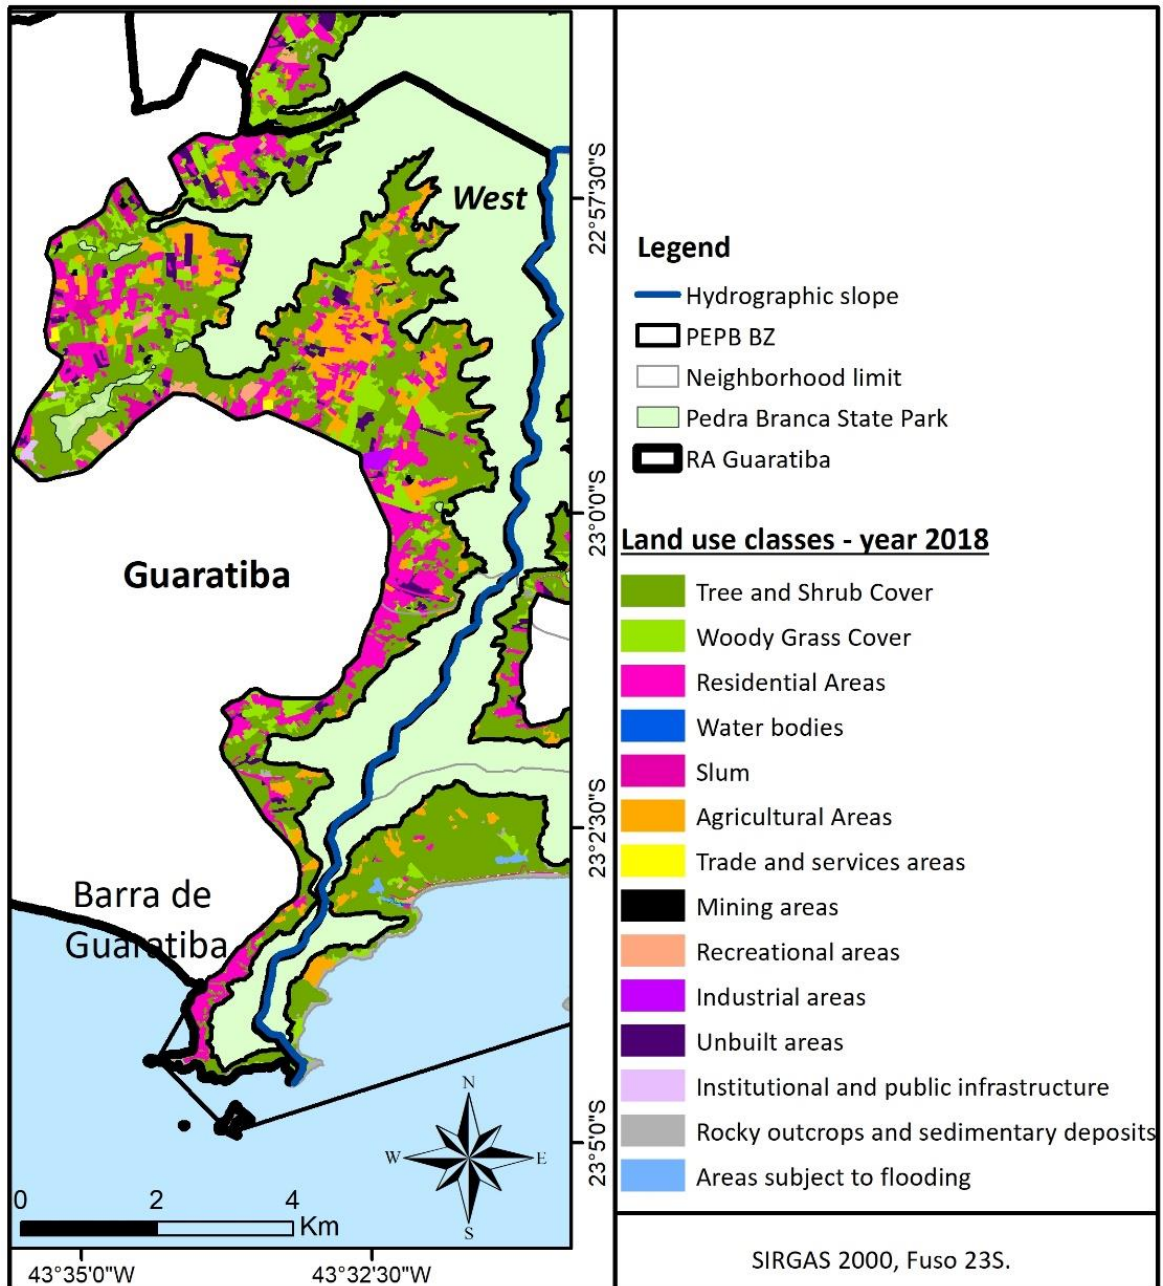 West
Guaratiba
Barra de
Guaratiba
N
W
E
S
0 2 4
Km
43°35'0"W
43°32'30"W
22°57'30"S
23°0'0"S
23°2'30"S
23°5'0"S
Legend
Hydrographic slope
PEPB BZ
Neighborhood limit
Pedra Branca State Park
RA Guaratiba
Land use classes - year 2018
Tree and Shrub Cover
Woody Grass Cover
Residential Areas
Water bodies
Slum
Agricultural Areas
Trade and services areas
Mining areas
Recreational areas
Industrial areas
Unbuilt areas
Institutional and public infrastructure
Rocky outcrops and sedimentary deposits
Areas subject to flooding
SIRGAS 2000, Fuso 23S.